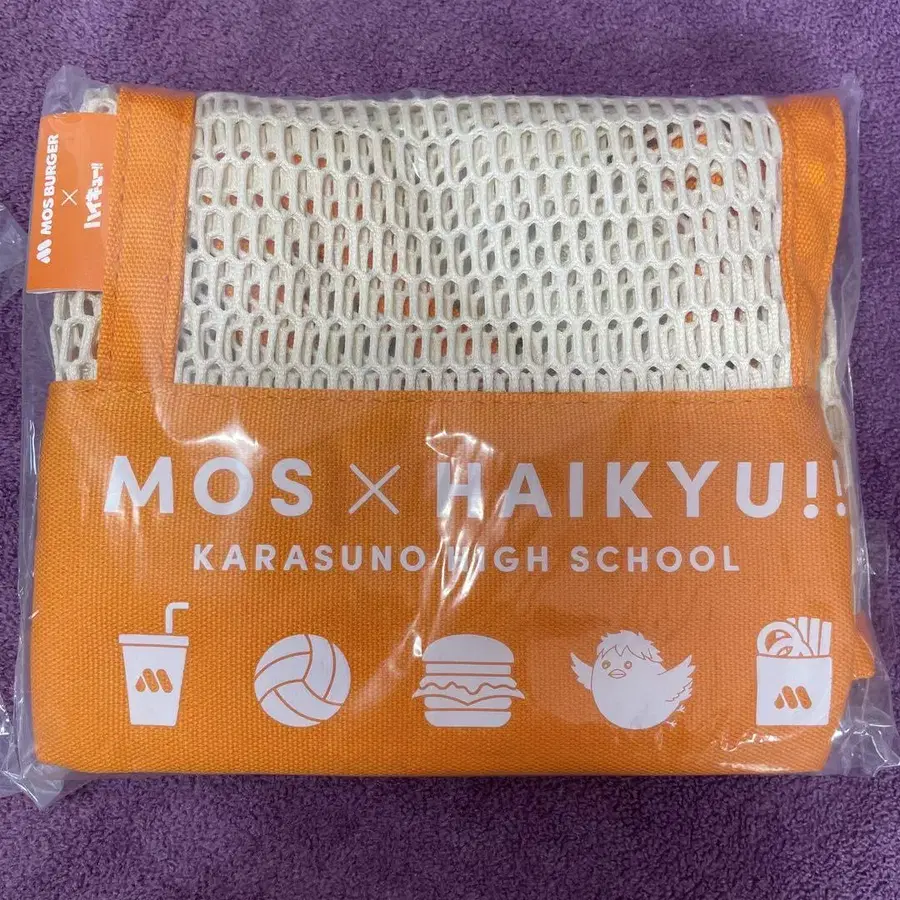 MOS BURGER
×
ハイキュー!!
MOS × HAIKYU!!
KARASUNO HIGH SCHOOL